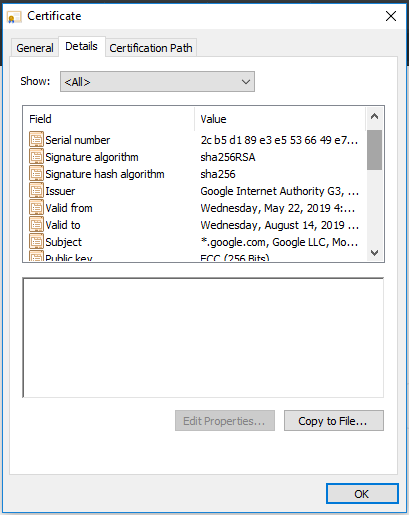 Certificate
General Details Certification Path
Show: <All>
Field Value
Serial number 2c b5 d1 89 e3 e5 53 66 49 e7...
Signature algorithm sha256RSA
Signature hash algorithm sha256
Issuer Google Internet Authority G3, ...
Valid from Wednesday, May 22, 2019 4:...
Valid to Wednesday, August 14, 2019 ...
Subject *.google.com, Google LLC, Mo...
Public key ECC (256 Bits)
Edit Properties... Copy to File...
OK